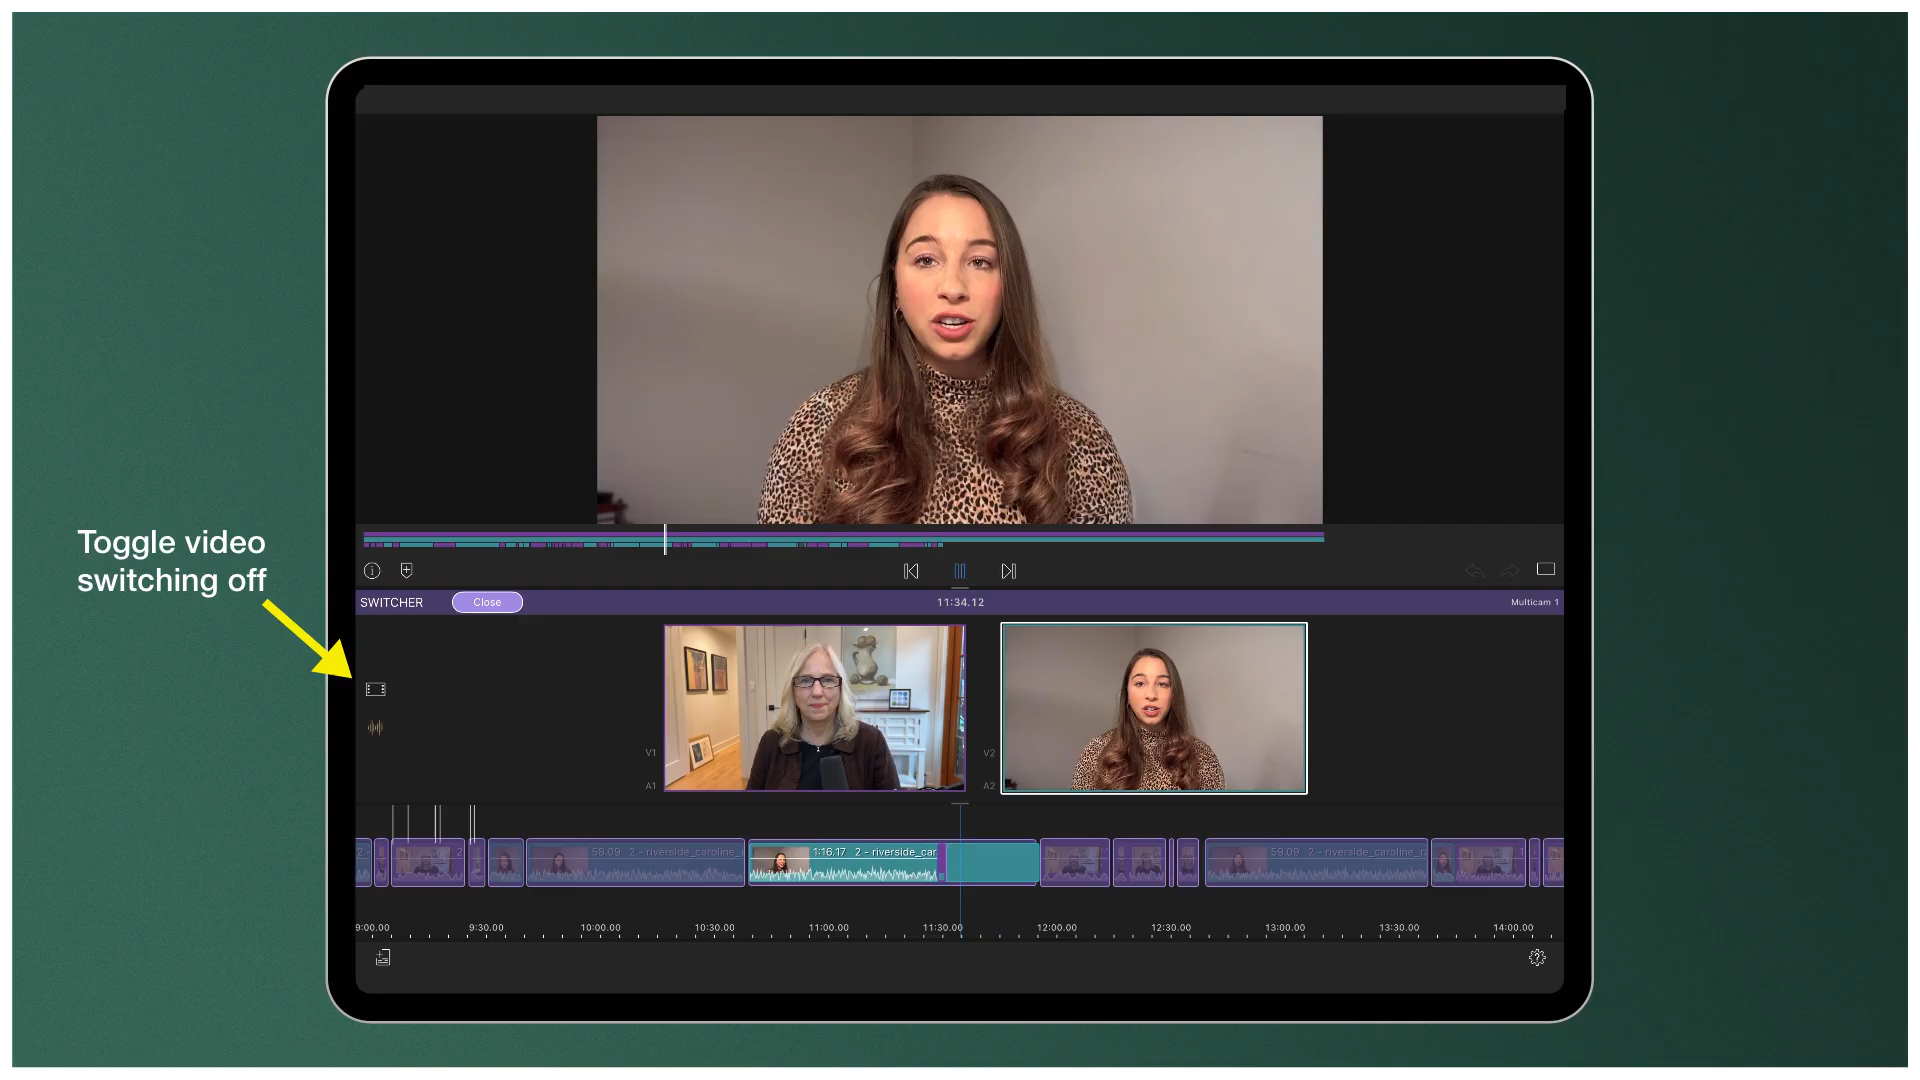 Toggle video
switching off
SWITCHER
Close
11:34.12
Multicam 1
V1
A1
V2
A2
2
58.09 2 - riverside_caroline_
1:16.17 2 - riverside_car
59.09 2 - riverside_caroline_ra
9:00.00
9:30.00
10:00.00
10:30.00
11:00.00
11:30.00
12:00.00
12:30.00
13:00.00
13:30.00
14:00.00